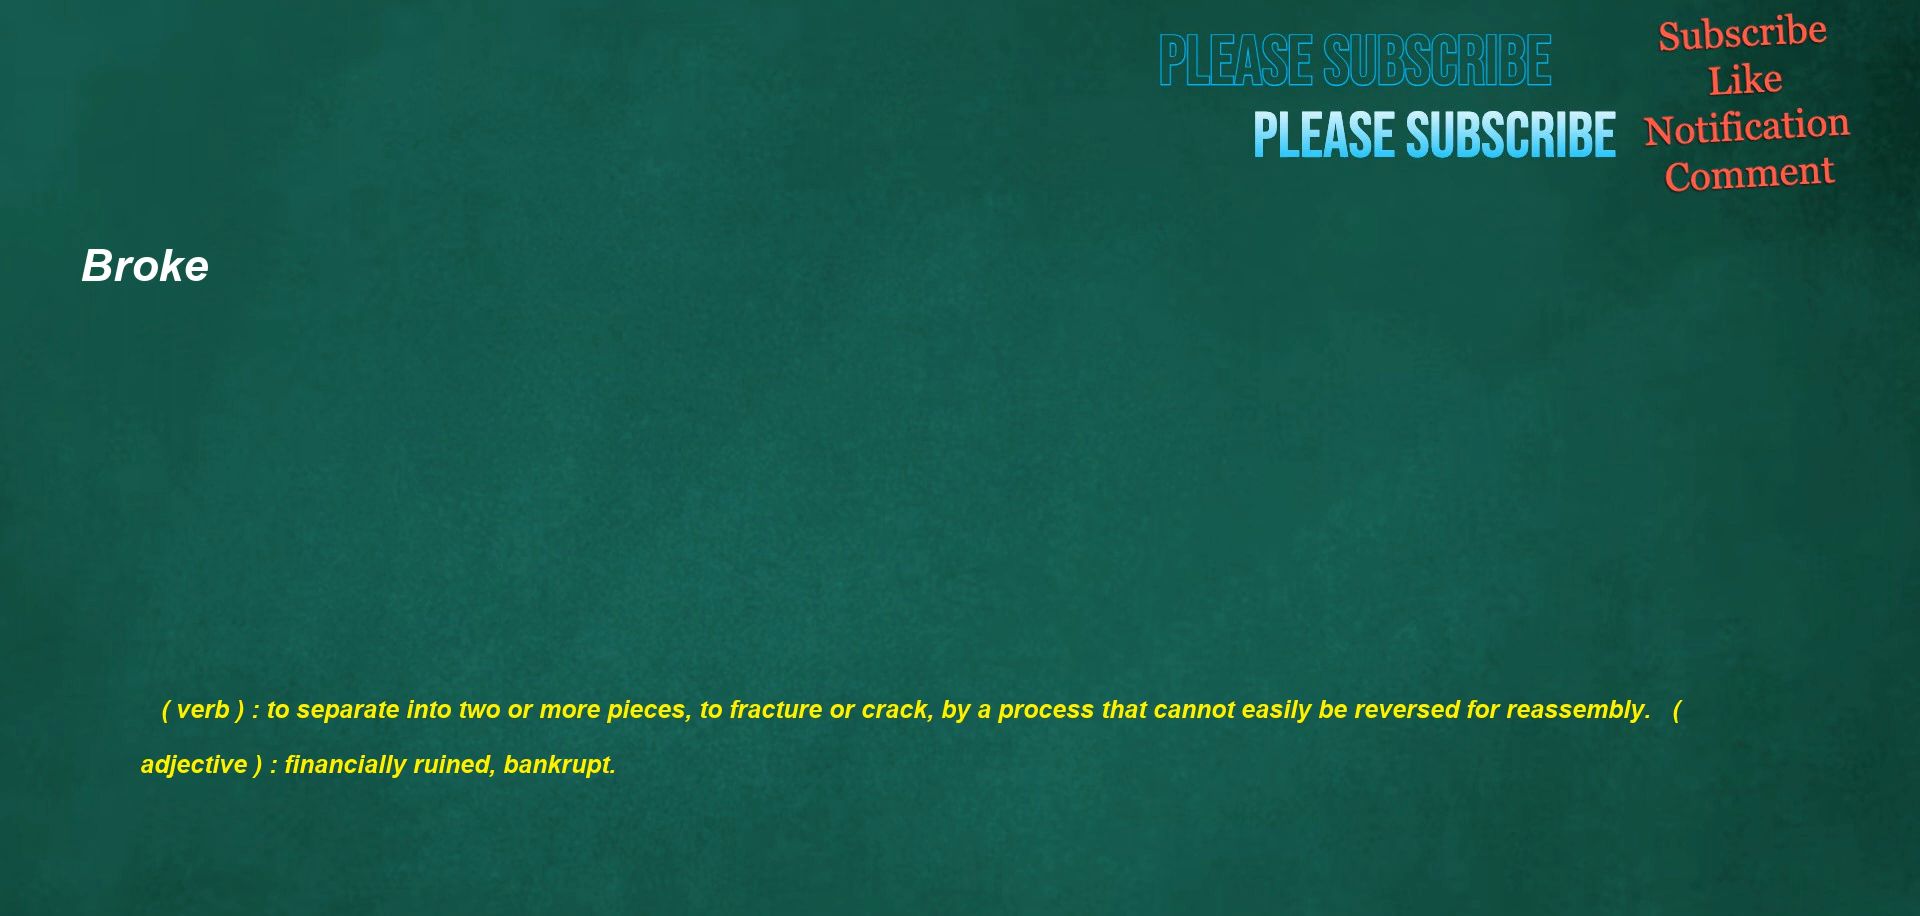 PLEASE SUBSCRIBE
PLEASE SUBSCRIBE
Subscribe
Like
Notification
Comment
Broke
( verb ) : to separate into two or more pieces, to fracture or crack, by a process that cannot easily be reversed for reassembly. (
adjective ) : financially ruined, bankrupt.